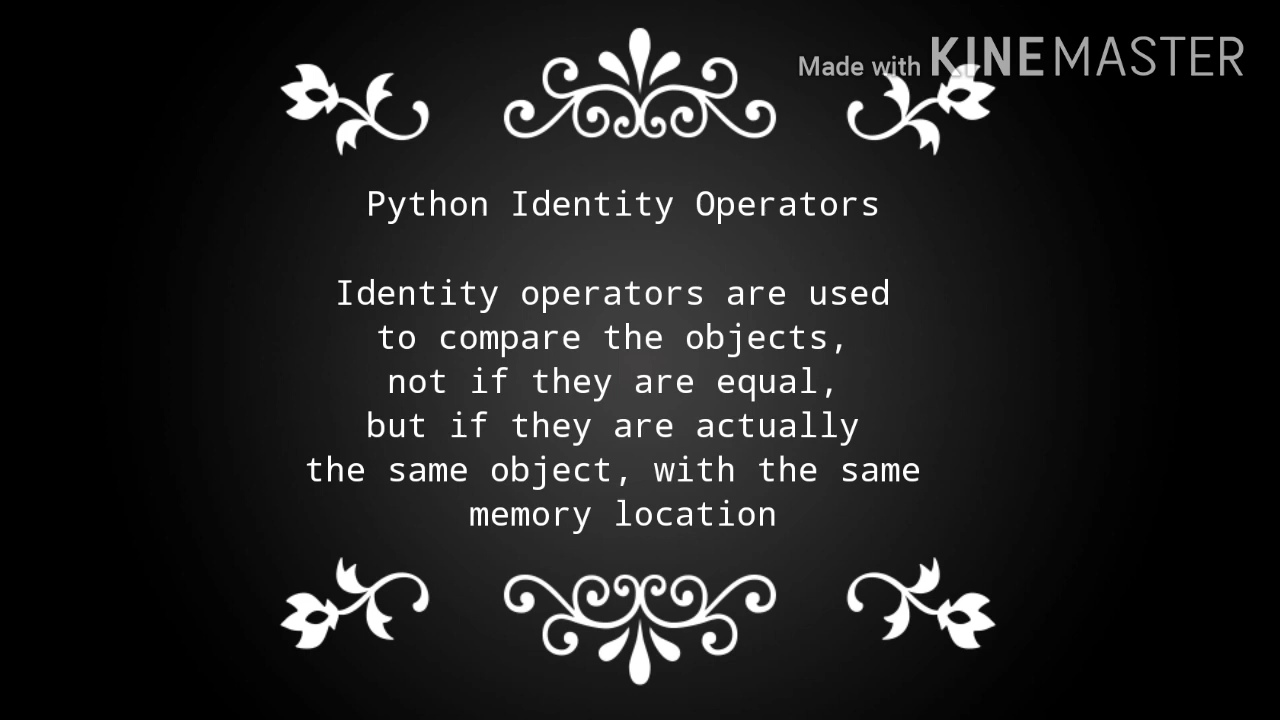 Made with KINEMASTER
Python Identity Operators
Identity operators are used
to compare the objects,
not if they are equal,
but if they are actually
the same object, with the same
memory location